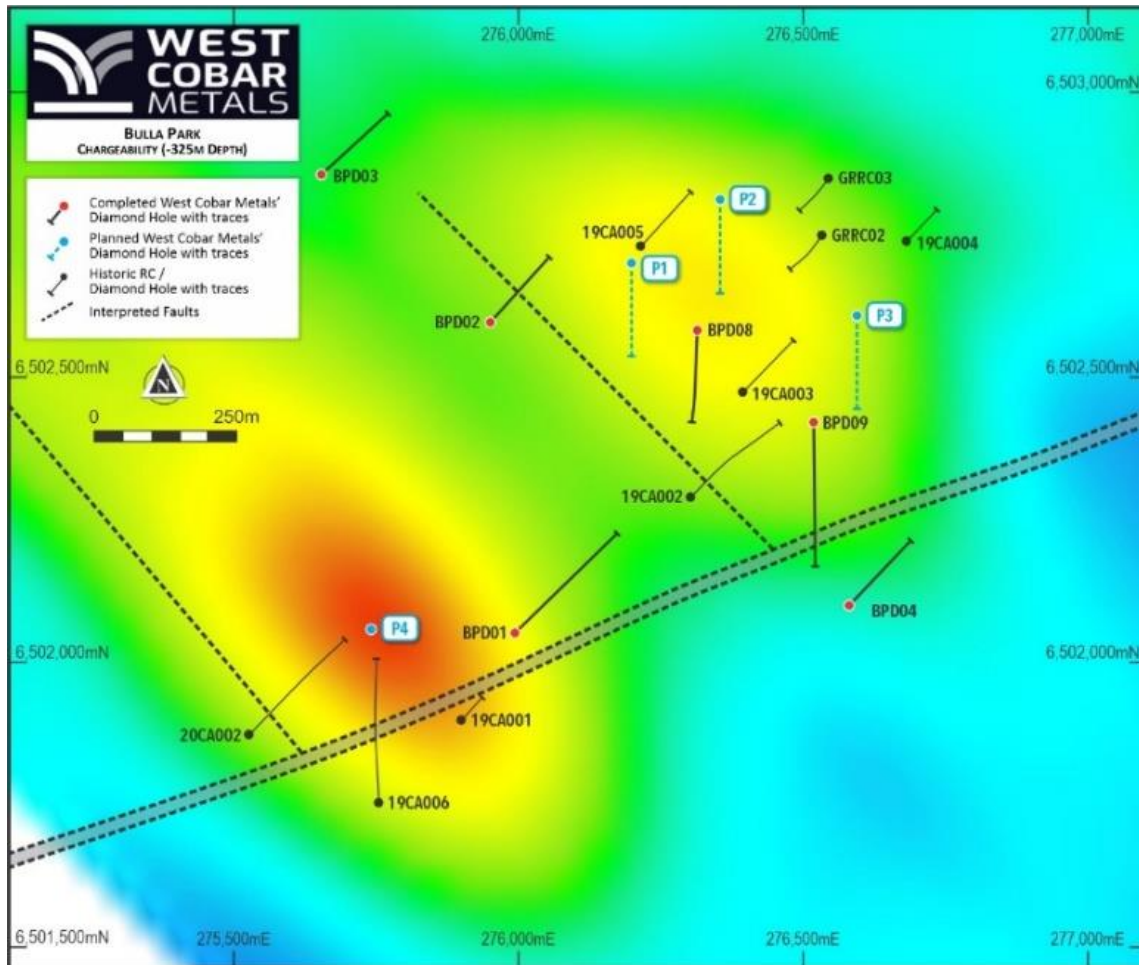 WEST
COBAR
METALS
BULLA PARK
CHARGEABILITY (-325M DEPTH)
Completed West Cobar Metals'
Diamond Hole with traces
Planned West Cobar Metals'
Diamond Hole with traces
Historic RC /
Diamond Hole with traces
Interpreted Faults
N
0 250m
276,000mE 276,500mE 277,000mE
6,503,000mN
BPD03
GRRC03
P2
19CA005
GRRC02
19CA004
P1
BPD02
BPD08
P3
6,502,500mN 6,502,500mN
19CA003
BPD09
19CA002
BPD04
P4
BPD01
6,502,000mN 6,502,000mN
19CA001
20CA002
19CA006
6,501,500mN
275,500mE 276,000mE 276,500mE 277,000mE